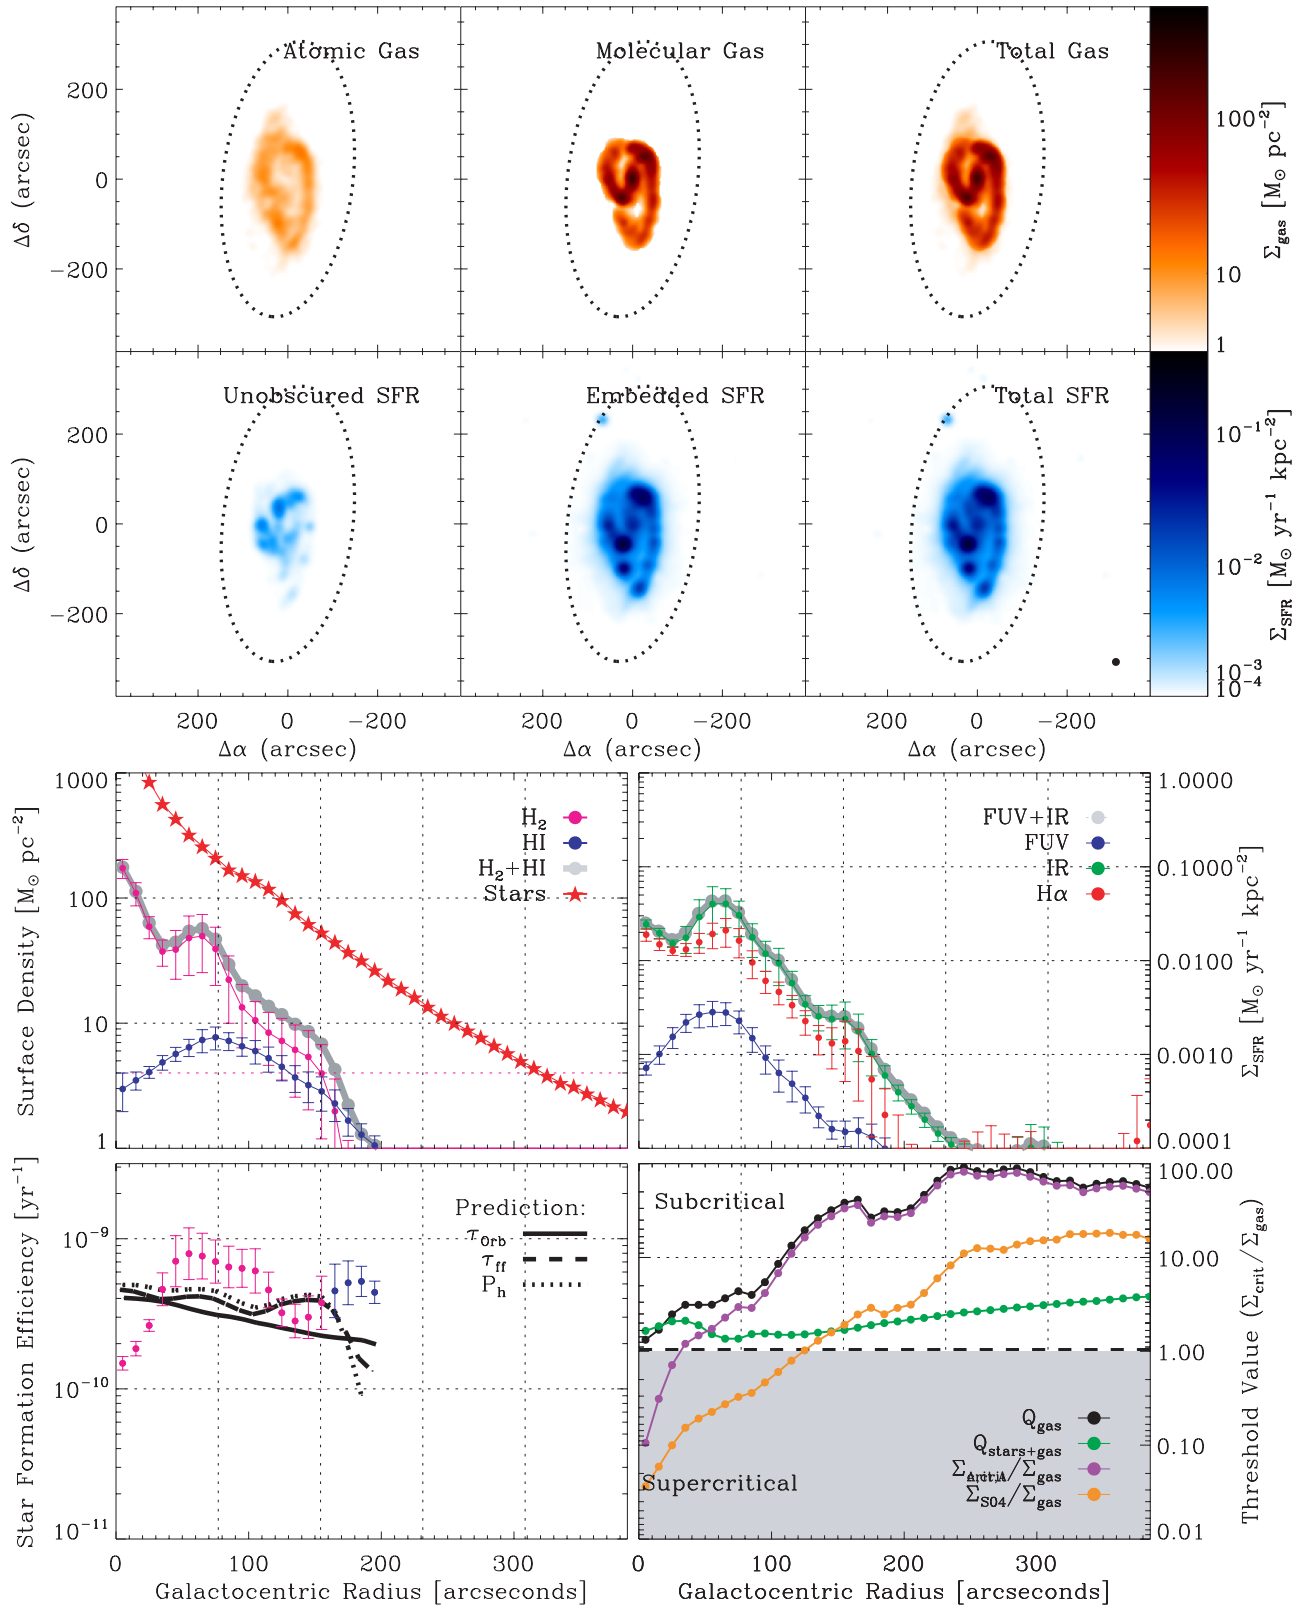 Atomic Gas
Molecular Gas
Total Gas
200
0
−200
Δδ (arcsec)
100
10
1
Σgas [M⊙ pc−2]
Unobscured SFR
Embedded SFR
Total SFR
200
0
−200
Δδ (arcsec)
10−1
10−2
10−3
10−4
ΣSFR [M⊙ yr−1 kpc−2]
200 0 −200
200 0 −200
200 0 −200
Δα (arcsec)
Δα (arcsec)
Δα (arcsec)
1000
100
10
1
Surface Density [M⊙ pc−2]
H2
HI
H2+HI
Stars
FUV+IR
FUV
IR
Hα
1.0000
0.1000
0.0100
0.0010
0.0001
ΣSFR [M⊙ yr−1 kpc−2]
10−9
10−10
10−11
Star Formation Efficiency [yr−1]
Prediction:
τOrb
τff
Ph
Subcritical
Supercritical
Qgas
Qstars+gas
/Σgas
ΣS04/Σgas
100.00
10.00
1.00
0.10
0.01
Threshold Value (Σcrit/Σgas)
0 100 200 300
0 100 200 300
Galactocentric Radius [arcseconds]
Galactocentric Radius [arcseconds]